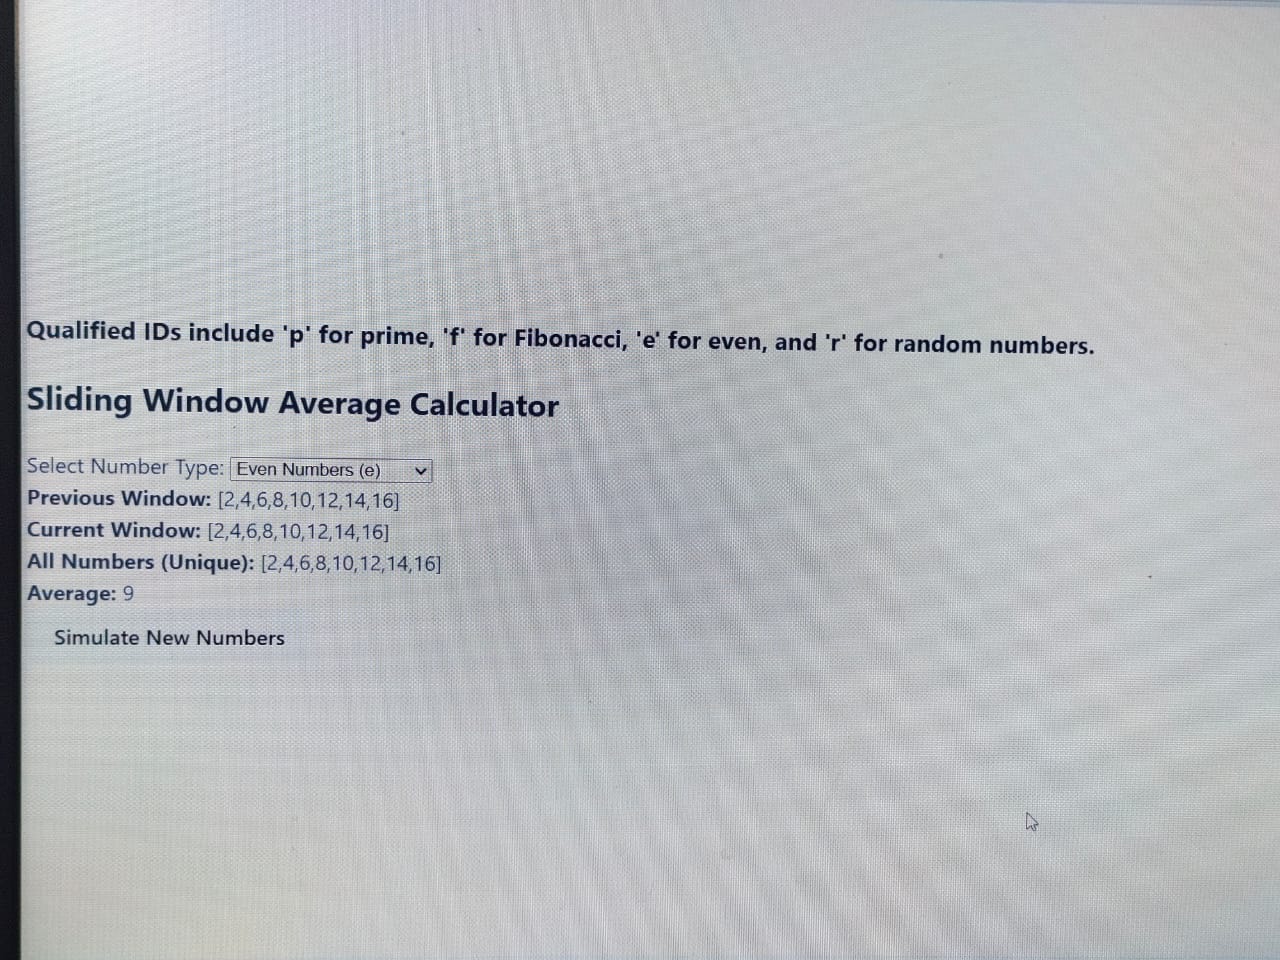 Qualified IDs include 'p' for prime, 'f' for Fibonacci, 'e' for even, and 'r' for random numbers.
Sliding Window Average Calculator
Select Number Type: Even Numbers (e)
Previous Window: [2,4,6,8,10,12,14,16]
Current Window: [2,4,6,8,10,12,14,16]
All Numbers (Unique): [2,4,6,8,10,12,14,16]
Average: 9
Simulate New Numbers